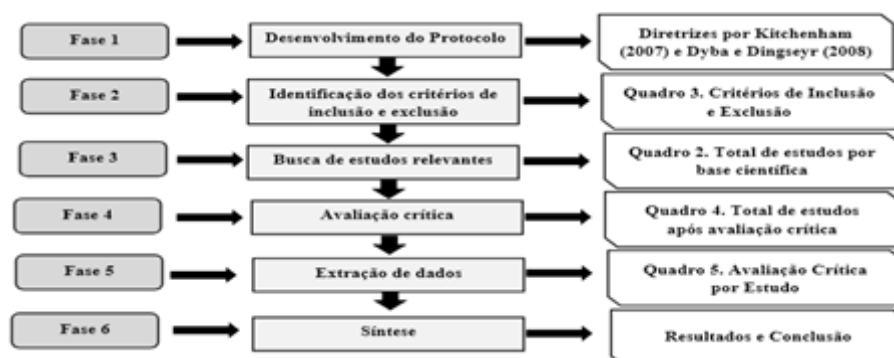 Fase 1
Desenvolvimento do Protocolo
Diretrizes por Kitchenham
(2007) e Dyba e Dingseyr (2008)
Fase 2
Identificação dos critérios de
inclusão e exclusão
Quadro 3. Critérios de Inclusão
e Exclusão
Fase 3
Busca de estudos relevantes
Quadro 2. Total de estudos por
base científica
Fase 4
Avaliação crítica
Quadro 4. Total de estudos
após avaliação crítica
Fase 5
Extração de dados
Quadro 5. Avaliação Crítica
por Estudo
Fase 6
Síntese
Resultados e Conclusão